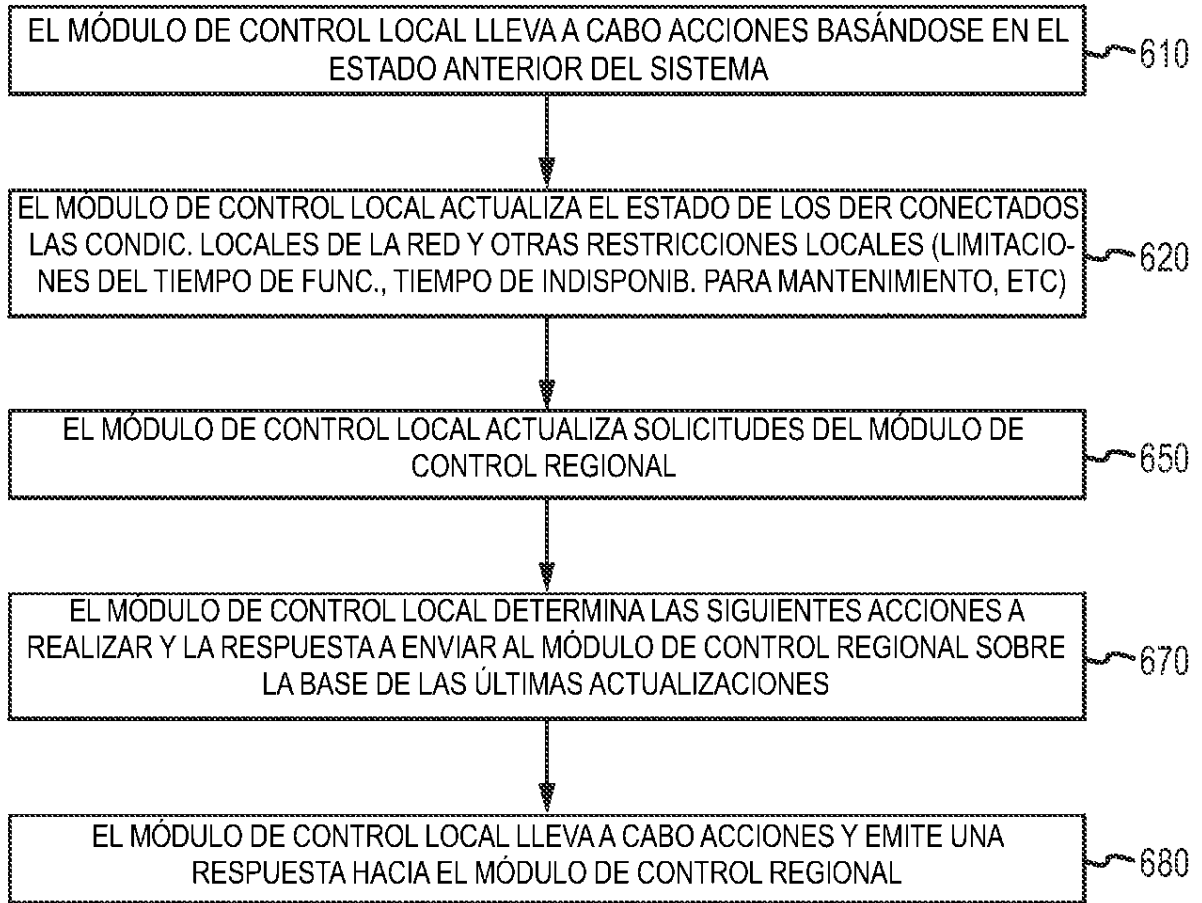 EL MÓDULO DE CONTROL LOCAL LLEVA A CABO ACCIONES BASÁNDOSE EN EL
ESTADO ANTERIOR DEL SISTEMA
610
EL MÓDULO DE CONTROL LOCAL ACTUALIZA EL ESTADO DE LOS DER CONECTADOS
LAS CONDIC. LOCALES DE LA RED Y OTRAS RESTRICCIONES LOCALES (LIMITACIO-
NES DEL TIEMPO DE FUNC., TIEMPO DE INDISPONIB. PARA MANTENIMIENTO, ETC)
620
EL MÓDULO DE CONTROL LOCAL ACTUALIZA SOLICITUDES DEL MÓDULO DE
CONTROL REGIONAL
650
EL MÓDULO DE CONTROL LOCAL DETERMINA LAS SIGUIENTES ACCIONES A
REALIZAR Y LA RESPUESTA A ENVIAR AL MÓDULO DE CONTROL REGIONAL SOBRE
LA BASE DE LAS ÚLTIMAS ACTUALIZACIONES
670
EL MÓDULO DE CONTROL LOCAL LLEVA A CABO ACCIONES Y EMITE UNA
RESPUESTA HACIA EL MÓDULO DE CONTROL REGIONAL
680